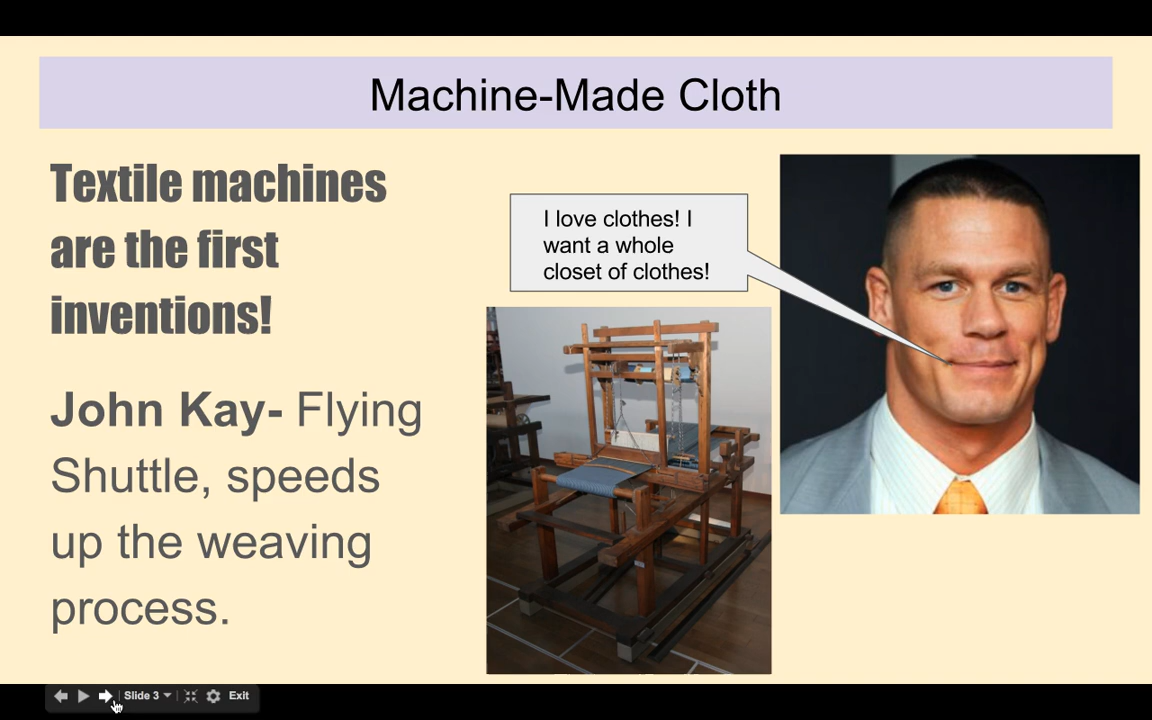 Machine-Made Cloth
Textile machines
are the first
inventions!
John Kay- Flying
Shuttle, speeds
up the weaving
process.
I love clothes! I
want a whole
closet of clothes!
Slide 3
Exit